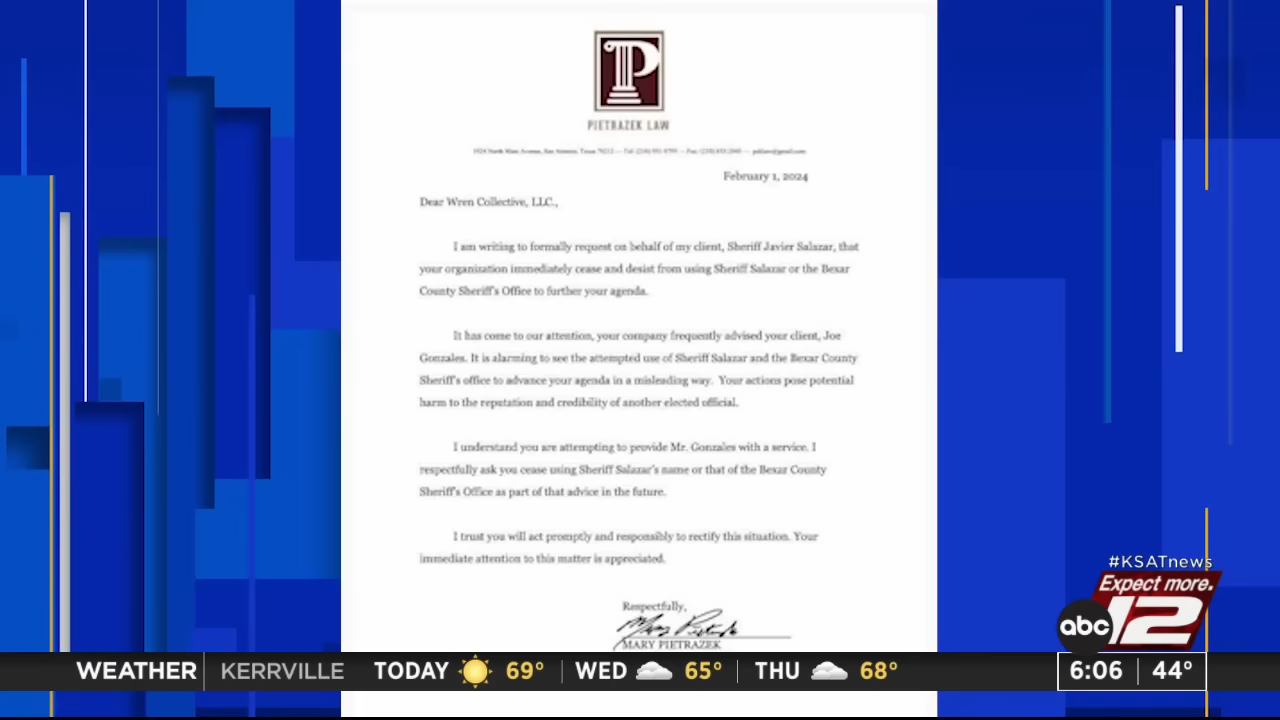 P
PIETRAZEK LAW
February 1, 2024
Dear Wren Collective, LLC.,
I am writing to formally request on behalf of my client, Sheriff Javier Salazar, that
your organization immediately cease and desist from using Sheriff Salazar or the Bexar
County Sheriff's Office to further your agenda.
It has come to our attention, your company frequently advised your client, Joe
Gonzales. It is alarming to see the attempted use of Sheriff Salazar and the Bexar County
Sheriff's office to advance your agenda in a misleading way. Your actions pose potential
harm to the reputation and credibility of another elected official.
I understand you are attempting to provide Mr. Gonzales with a service. I
respectfully ask you cease using Sheriff Salazar's name or that of the Bexar County
Sheriff's Office as part of that advice in the future.
I trust you will act promptly and responsibly to rectify this situation. Your
immediate attention to this matter is appreciated.
Respectfully,
MARY PIETRAZEK
#KSATnews
Expect more.
abc 12
WEATHER KERRVILLE TODAY 69° WED 65° THU 68° 6:06 44°